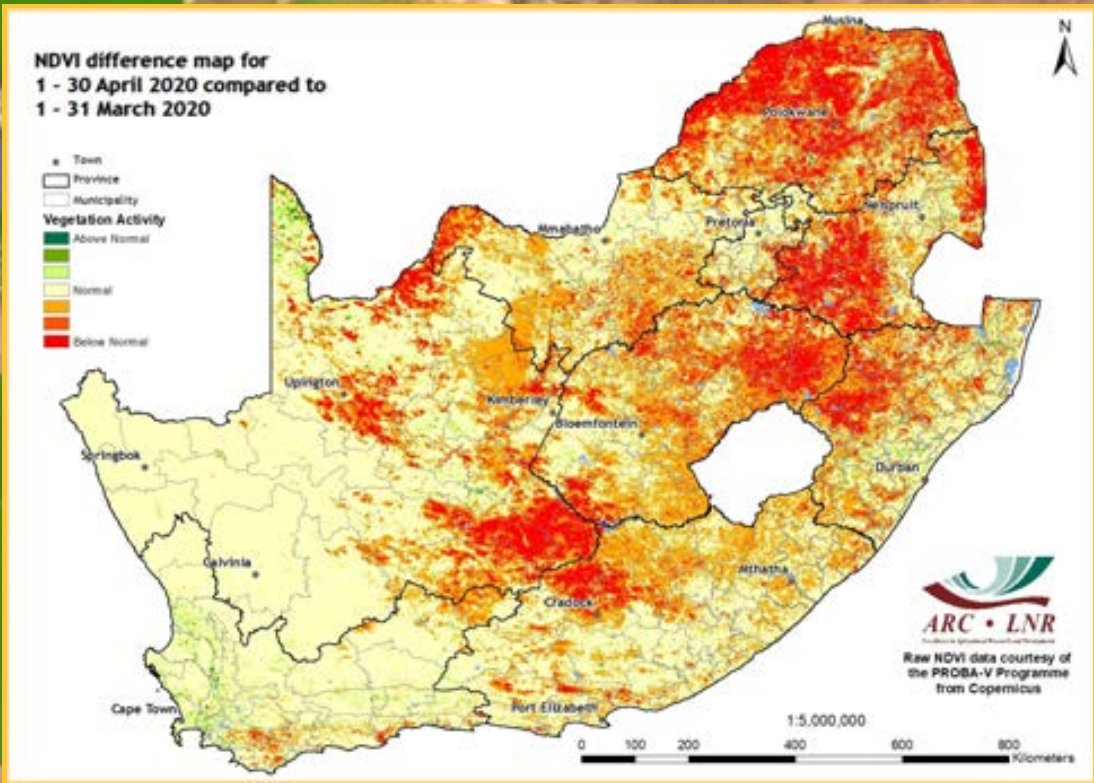 NDVI difference map for
1 - 30 April 2020 compared to
1 - 31 March 2020
N
Town
Province
Municipality
Vegetation Activity
Above Normal
Normal
Below Normal
Musina
Polokwane
Nelspruit
Pretoria
Mmabatho
Upington
Kimberley
Bloemfontein
Springbok
Durban
Calvinia
Mthatha
Cradock
Cape Town
Port Elizabeth
ARC • LNR
Raw NDVI data courtesy of
the PROBA-V Programme
from Copernicus
1:5,000,000
0 100 200 400 600 800
Kilometers